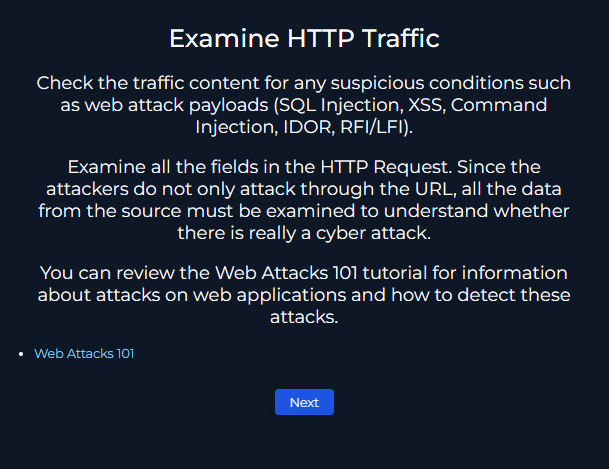 Examine HTTP Traffic
Check the traffic content for any suspicious conditions such
as web attack payloads (SQL Injection, XSS, Command
Injection, IDOR, RFI/LFI).
Examine all the fields in the HTTP Request. Since the
attackers do not only attack through the URL, all the data
from the source must be examined to understand whether
there is really a cyber attack.
You can review the Web Attacks 101 tutorial for information
about attacks on web applications and how to detect these
attacks.
Web Attacks 101
Next